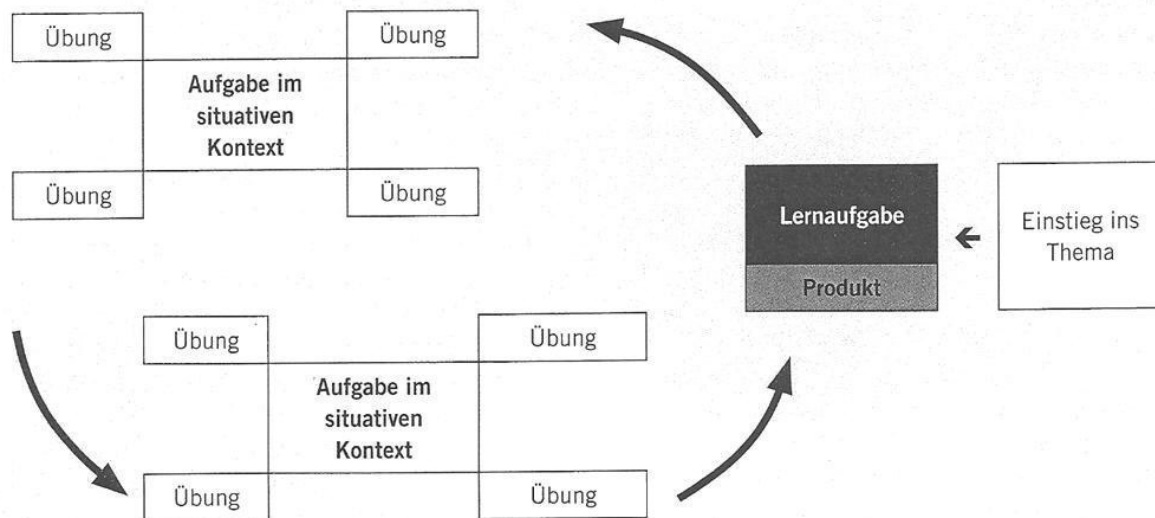 Übung
Übung
Aufgabe im
situativen
Kontext
Übung
Übung
Lernaufgabe
Produkt
Einstieg ins
Thema
Übung
Übung
Aufgabe im
situativen
Kontext
Übung
Übung